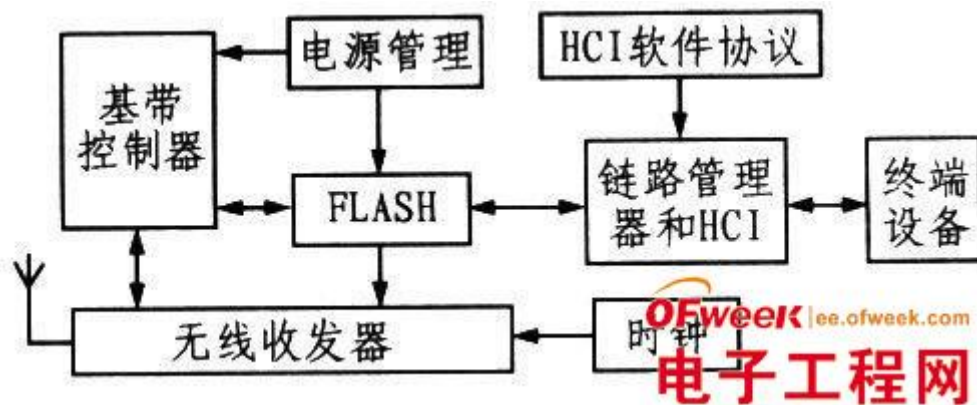 电源管理
HCI软件协议
基带
控制器
FLASH
链路管理
器和HCI
终端
设备
无线收发器
时钟
OFweek | ee.ofweek.com
电子工程网